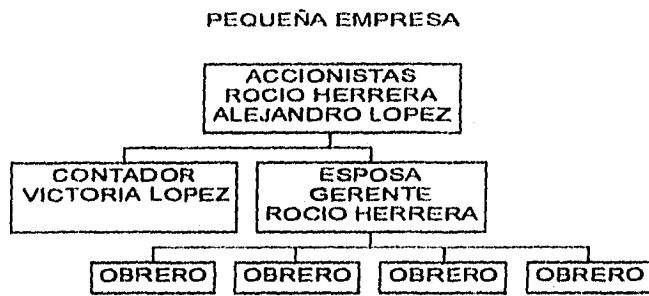 PEQUEÑA EMPRESA
ACCIONISTAS
ROCIO HERRERA
ALEJANDRO LOPEZ
CONTADOR
VICTORIA LOPEZ
ESPOSA
GERENTE
ROCIO HERRERA
OBRERO OBRERO OBRERO OBRERO